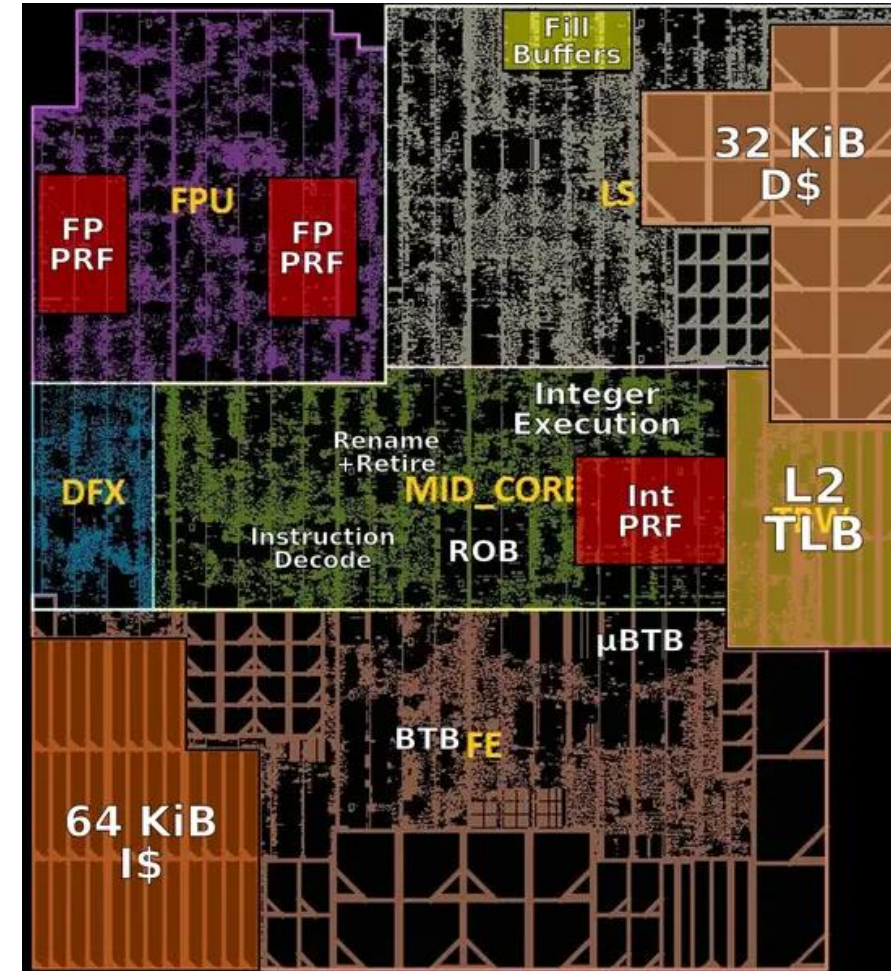 Fill
Buffers
32 KiB
D$
FPU
LS
FP
PRF
FP
PRF
Integer
Execution
Rename
+Retire
DFX
MID_CORE
Int
PRF
L2
TLB
Instruction
Decode
ROB
μBTB
BTB
FE
64 KiB
I$